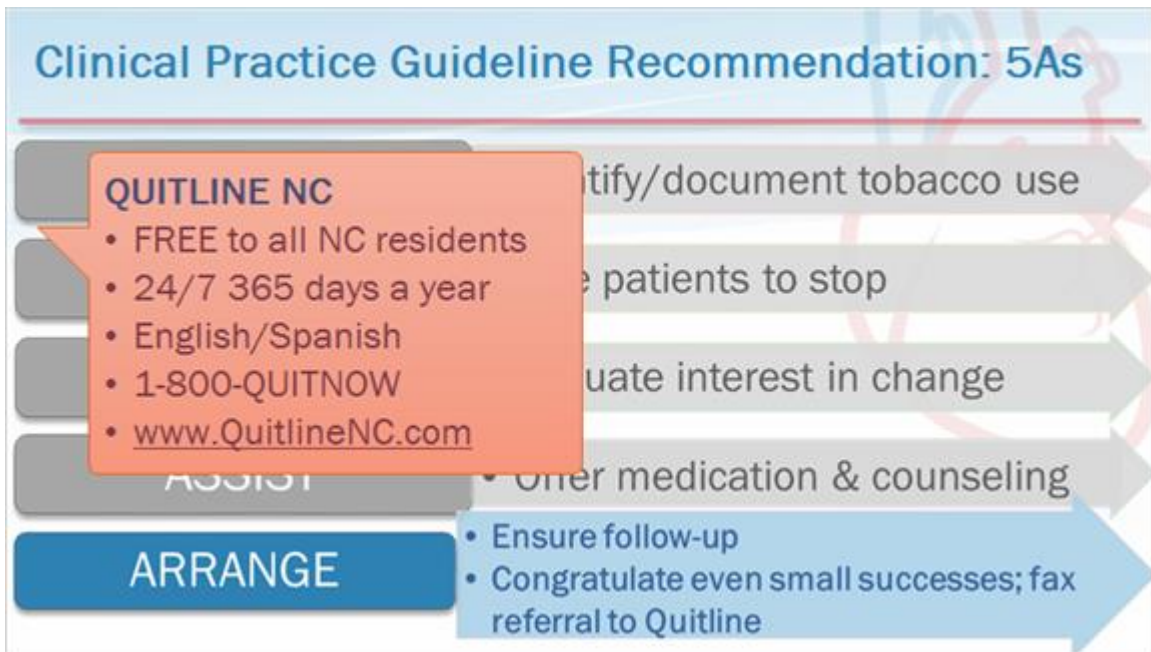 Clinical Practice Guideline Recommendation: 5As
QUITLINE NC
• FREE to all NC residents
• 24/7 365 days a year
• English/Spanish
• 1-800-QUITNOW
• www.QuitlineNC.com
tify/document tobacco use
patients to stop
uate interest in change
ASSIST
• Offer medication & counseling
ARRANGE
• Ensure follow-up
• Congratulate even small successes; fax
referral to Quitline